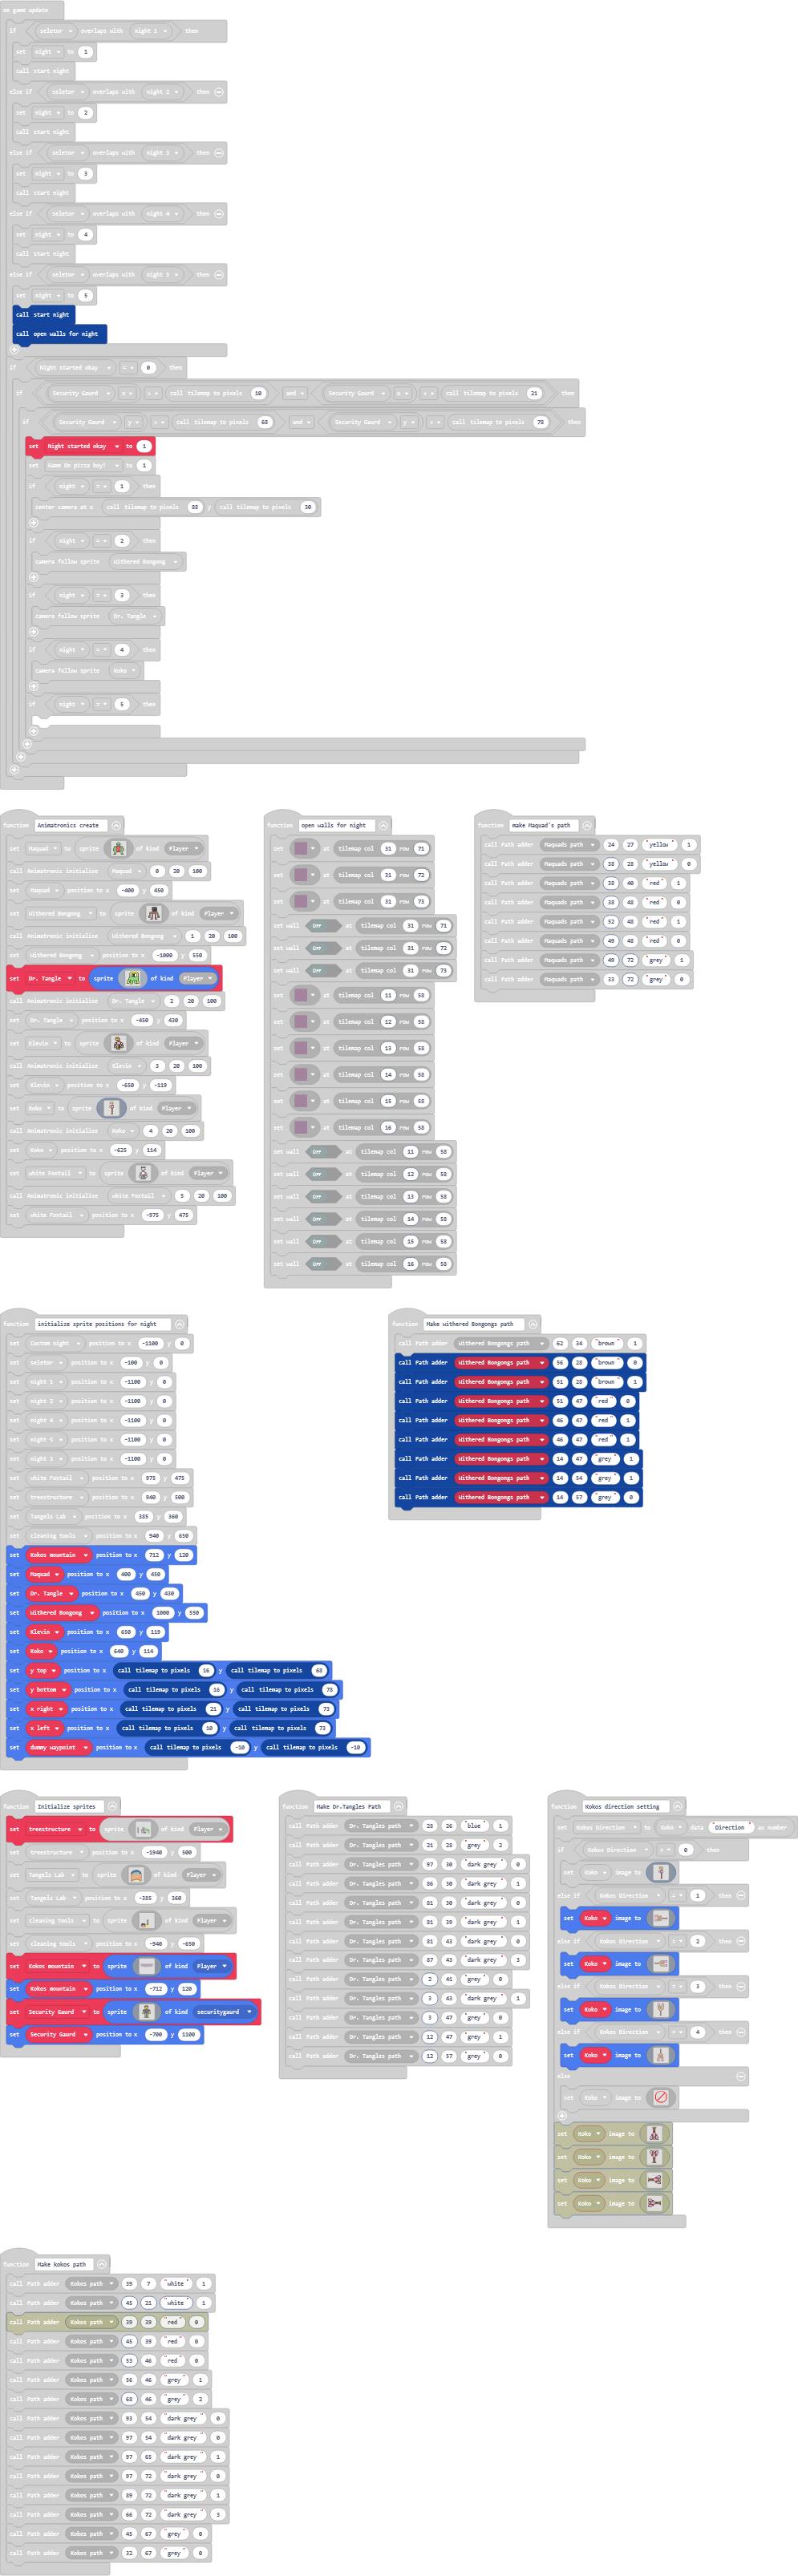 on game update
if seletor overlaps with night 1 then
set night to 1
call start night
else if seletor overlaps with night 2 then
set night to 2
call start night
else if seletor overlaps with night 3 then
set night to 3
call start night
else if seletor overlaps with night 4 then
set night to 4
call start night
else if seletor overlaps with night 5 then
set night to 5
call start night
call open walls for night
if Night started okay = 0 then
if Security Gaurd x > call tilemap to pixels 10 and Security Gaurd x < call tilemap to pixels 21 then
if Security Gaurd y > call tilemap to pixels 68 and Security Gaurd y < call tilemap to pixels 78 then
set Night started okay to 1
set Game On pizza boy! to 1
if night = 1 then
center camera at x call tilemap to pixels 88 y call tilemap to pixels 30
if night = 2 then
camera follow sprite Withered Bongong
if night = 3 then
camera follow sprite Dr. Tangle
if night = 4 then
camera follow sprite Koko
if night = 5 then
function Animatronics create
set Maquad to sprite of kind Player
call Animatronic initialise Maquad 0 20 100
set Maquad position to x -400 y 450
set Withered Bongong to sprite of kind Player
call Animatronic initialise Withered Bongong 1 20 100
set Withered Bongong position to x -1000 y 550
set Dr. Tangle to sprite of kind Player
call Animatronic initialise Dr. Tangle 2 20 100
set Dr. Tangle position to x -450 y 430
set Klevin to sprite of kind Player
call Animatronic initialise Klevin 3 20 100
set Klevin position to x -650 y -119
set Koko to sprite of kind Player
call Animatronic initialise Koko 4 20 100
set Koko position to x -625 y 114
set white Fontail to sprite of kind Player
call Animatronic initialise white Fontail 5 20 100
set white Fontail position to x -975 y 475
function open walls for night
set at tilemap col 31 row 71
set at tilemap col 31 row 72
set at tilemap col 31 row 73
set wall OFF at tilemap col 31 row 71
set wall OFF at tilemap col 31 row 72
set wall OFF at tilemap col 31 row 73
set at tilemap col 11 row 58
set at tilemap col 12 row 58
set at tilemap col 13 row 58
set at tilemap col 14 row 58
set at tilemap col 15 row 58
set at tilemap col 16 row 58
set wall OFF at tilemap col 11 row 58
set wall OFF at tilemap col 12 row 58
set wall OFF at tilemap col 13 row 58
set wall OFF at tilemap col 14 row 58
set wall OFF at tilemap col 15 row 58
set wall OFF at tilemap col 16 row 58
function make Maquad's path
call Path adder Maquads path 24 27 "yellow" 1
call Path adder Maquads path 38 28 "yellow" 0
call Path adder Maquads path 38 40 "red" 1
call Path adder Maquads path 38 48 "red" 0
call Path adder Maquads path 52 48 "red" 1
call Path adder Maquads path 49 48 "red" 0
call Path adder Maquads path 49 72 "grey" 1
call Path adder Maquads path 33 72 "grey" 0
function initialize sprite positions for night
set Custom night position to x -1100 y 0
set seletor position to x -100 y 0
set night 1 position to x -1100 y 0
set night 2 position to x -1100 y 0
set night 4 position to x -1100 y 0
set night 5 position to x -1100 y 0
set night 3 position to x -1100 y 0
set white Fontail position to x 975 y 475
set treestructure position to x 940 y 500
set Tangels Lab position to x 385 y 360
set cleaning tools position to x 940 y 650
set Kokos mountain position to x 712 y 120
set Maquad position to x 400 y 450
set Dr. Tangle position to x 450 y 430
set Withered Bongong position to x 1000 y 550
set Klevin position to x 650 y 119
set Koko position to x 640 y 114
set y top position to x call tilemap to pixels 16 y call tilemap to pixels 68
set y bottom position to x call tilemap to pixels 16 y call tilemap to pixels 78
set x right position to x call tilemap to pixels 21 y call tilemap to pixels 73
set x left position to x call tilemap to pixels 10 y call tilemap to pixels 73
set dummy waypoint position to x call tilemap to pixels -10 y call tilemap to pixels -10
function Make withered Bongongs path
call Path adder Withered Bongongs path 62 34 "brown" 1
call Path adder Withered Bongongs path 56 28 "brown" 0
call Path adder Withered Bongongs path 51 28 "brown" 1
call Path adder Withered Bongongs path 51 47 "red" 0
call Path adder Withered Bongongs path 46 47 "red" 1
call Path adder Withered Bongongs path 46 47 "red" 1
call Path adder Withered Bongongs path 14 47 "grey" 1
call Path adder Withered Bongongs path 14 54 "grey" 1
call Path adder Withered Bongongs path 14 57 "grey" 0
function Initialize sprites
set treestructure to sprite of kind Player
set treestructure position to x -1940 y 500
set Tangels Lab to sprite of kind Player
set Tangels Lab position to x -385 y 360
set cleaning tools to sprite of kind Player
set cleaning tools position to x -940 y -650
set Kokos mountain to sprite of kind Player
set Kokos mountain position to x -712 y 120
set Security Gaurd to sprite of kind securitygaurd
set Security Gaurd position to x -700 y 1100
function Make Dr.Tangles Path
call Path adder Dr. Tangles path 28 26 "blue" 1
call Path adder Dr. Tangles path 21 28 "grey" 2
call Path adder Dr. Tangles path 97 30 "dark grey" 0
call Path adder Dr. Tangles path 86 30 "dark grey" 1
call Path adder Dr. Tangles path 81 30 "dark grey" 0
call Path adder Dr. Tangles path 81 39 "dark grey" 1
call Path adder Dr. Tangles path 81 43 "dark grey" 0
call Path adder Dr. Tangles path 87 43 "dark grey" 3
call Path adder Dr. Tangles path 2 41 "grey" 0
call Path adder Dr. Tangles path 3 43 "dark grey" 1
call Path adder Dr. Tangles path 3 47 "grey" 0
call Path adder Dr. Tangles path 12 47 "grey" 1
call Path adder Dr. Tangles path 12 57 "grey" 0
function Kokos direction setting
set Kokos Direction to Koko data "Direction" as number
if Kokos Direction = 0 then
set Koko image to
else if Kokos Direction = 1 then
set Koko image to
else if Kokos Direction = 2 then
set Koko image to
else if Kokos Direction = 3 then
set Koko image to
else if Kokos Direction = 4 then
set Koko image to
else
set Koko image to
set Koko image to
set Koko image to
set Koko image to
set Koko image to
function Make kokos path
call Path adder Kokos path 39 7 "white" 1
call Path adder Kokos path 45 21 "white" 1
call Path adder Kokos path 39 39 "red" 0
call Path adder Kokos path 45 39 "red" 0
call Path adder Kokos path 53 46 "red" 0
call Path adder Kokos path 56 46 "grey" 1
call Path adder Kokos path 68 46 "grey" 2
call Path adder Kokos path 93 54 "dark grey" 0
call Path adder Kokos path 97 54 "dark grey" 0
call Path adder Kokos path 97 65 "dark grey" 1
call Path adder Kokos path 97 72 "dark grey" 0
call Path adder Kokos path 89 72 "dark grey" 1
call Path adder Kokos path 66 72 "dark grey" 3
call Path adder Kokos path 45 67 "grey" 0
call Path adder Kokos path 32 67 "grey" 0